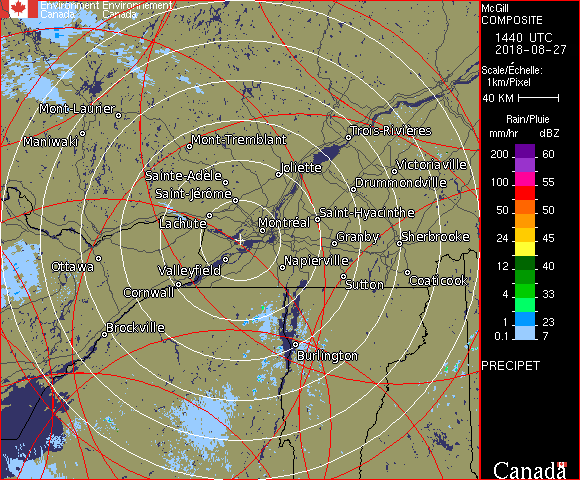 Environment Environnement
Canada Canada
McGill
COMPOSITE
1440 UTC
2018-08-27
Scale/Échelle:
1km/Pixel
40 KM
Rain/Pluie
mm/hr dBZ
200 60
100 55
50 50
24 45
12 40
4 33
1 23
0.1 7
PRECIPET
Canada
Mont-Laurier
Maniwaki
Mont-Tremblant
Trois-Rivières
Joliette
Victoriaville
Sainte-Adèle
Drummondville
Saint-Jérôme
Lachute
Saint-Hyacinthe
Montréal
Granby
Sherbrooke
Ottawa
Valleyfield
Napierville
Cornwall
Sutton
Coaticook
Brockville
Burlington